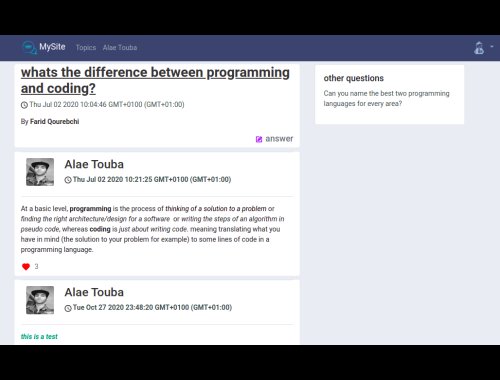 MySite Topics Alae Touba
whats the difference between programming
and coding?
Thu Jul 02 2020 10:04:46 GMT+0100 (GMT+01:00)
By Farid Qourebchi
answer
other questions
Can you name the best two programming
languages for every area?
Alae Touba
Thu Jul 02 2020 10:21:25 GMT+0100 (GMT+01:00)
At a basic level, programming is the process of thinking of a solution to a problem or
finding the right architecture/design for a software or writing the steps of an algorithm in
pseudo code, whereas coding is just about writing code. meaning translating what you
have in mind (the solution to your problem for example) to some lines of code in a
programming language.
3
Alae Touba
Tue Oct 27 2020 23:48:20 GMT+0100 (GMT+01:00)
this is a test